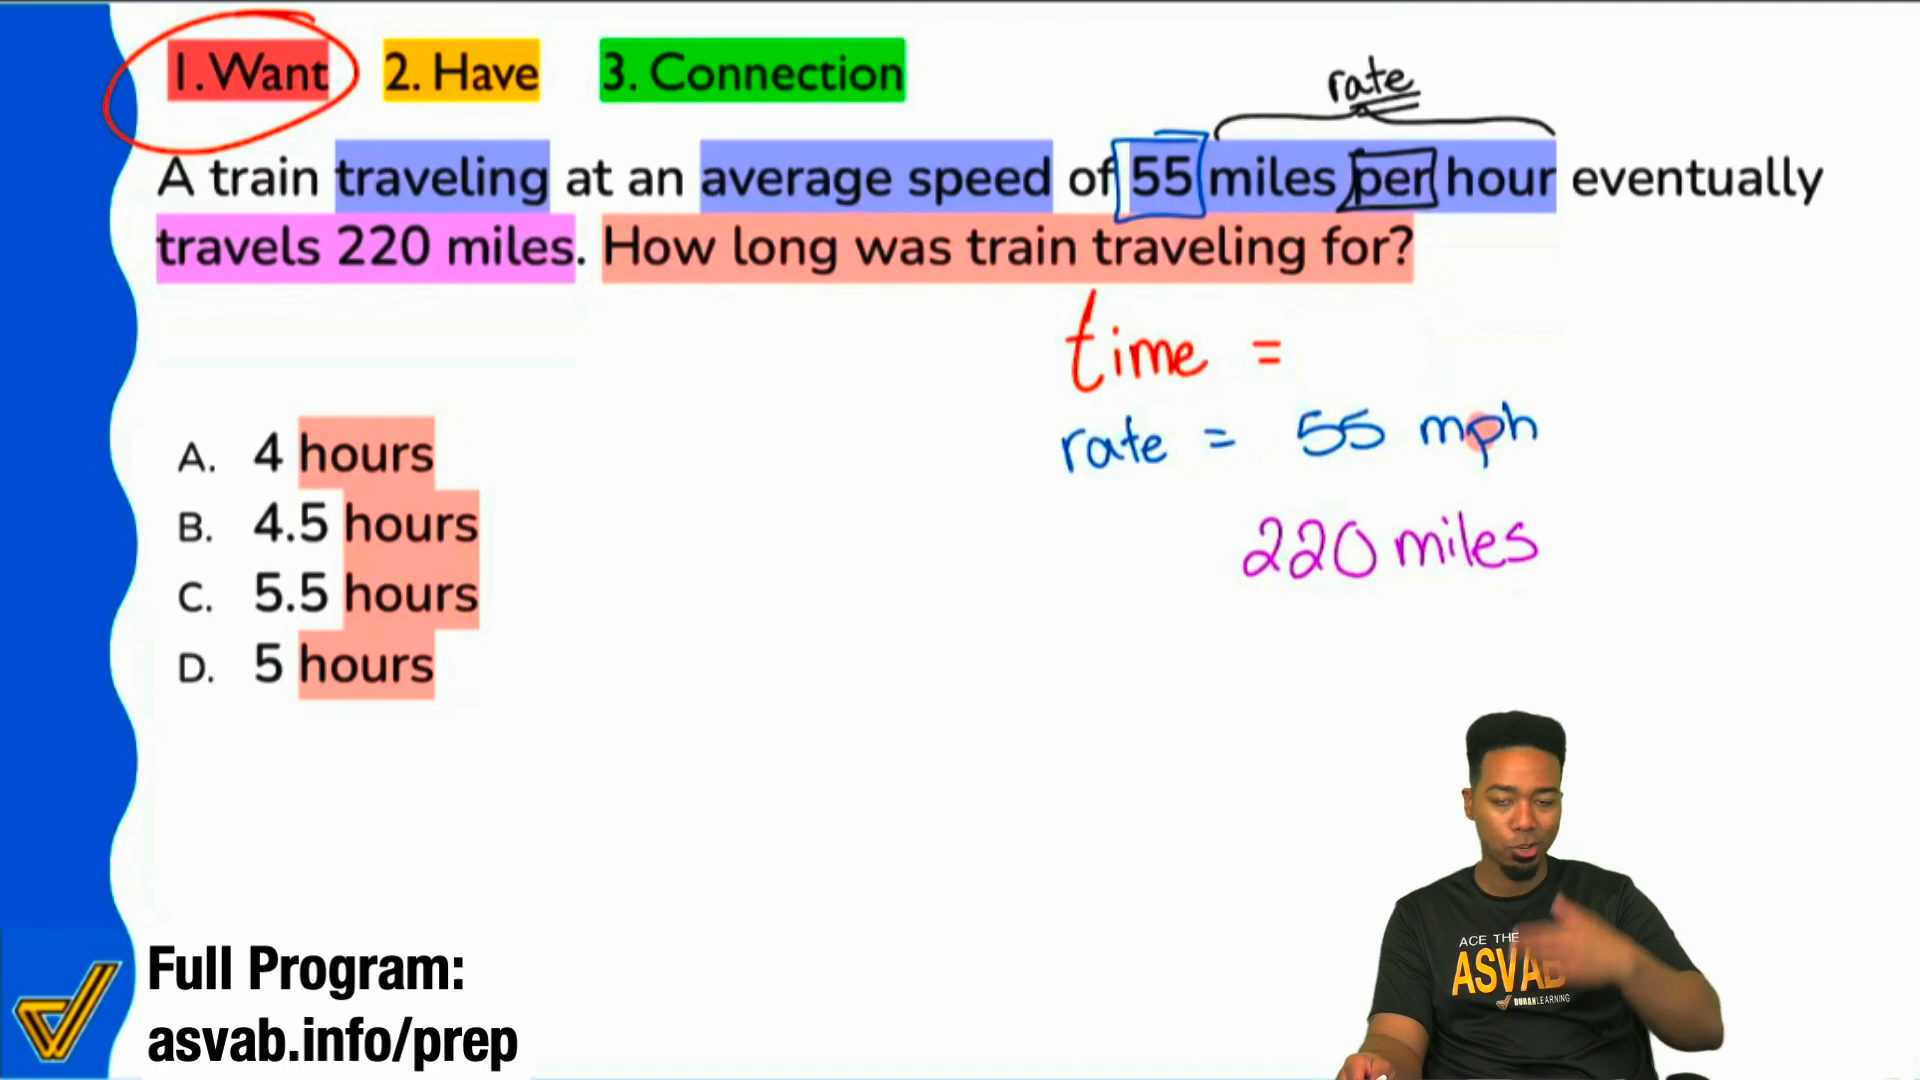 1. Want 2. Have 3. Connection
rate
A train traveling at an average speed of 55 miles per hour eventually
travels 220 miles. How long was train traveling for?
time =
rate = 55 mph
220 miles
A. 4 hours
B. 4.5 hours
C. 5.5 hours
D. 5 hours
ACE THE
ASVAB
DURAN LEARNING
Full Program:
asvab.info/prep